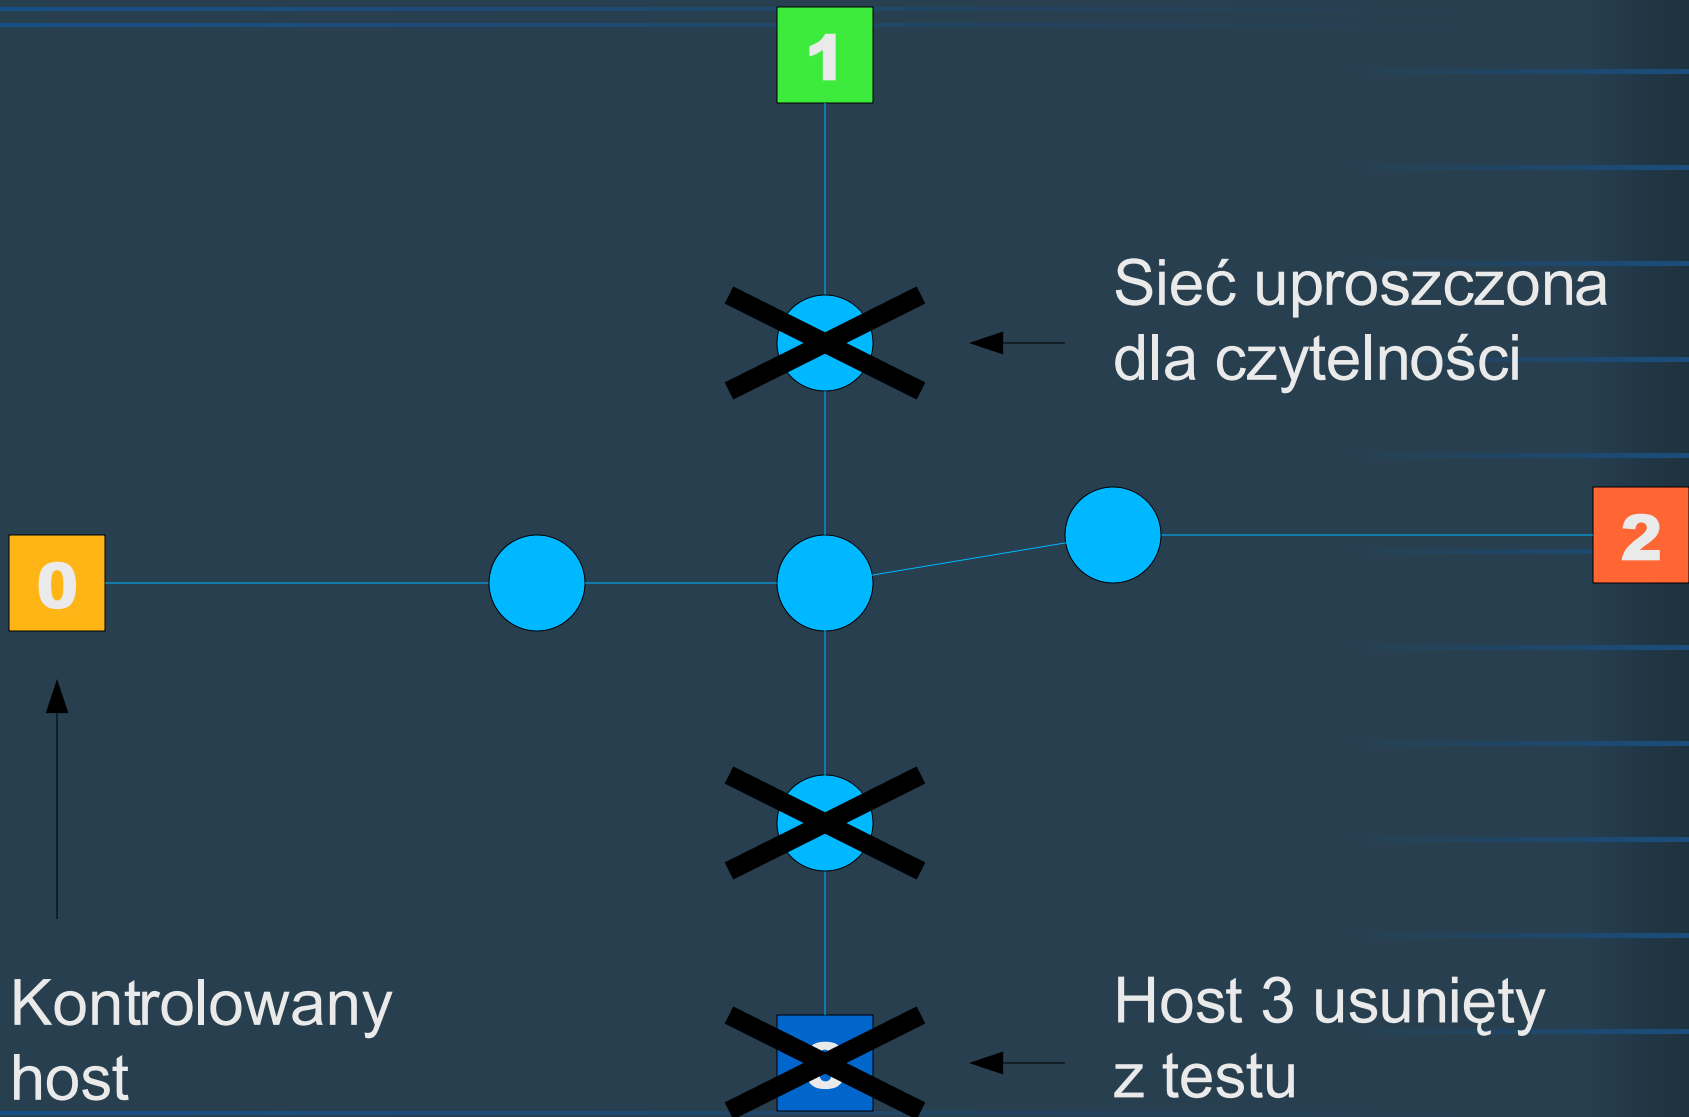 1
Sieć uproszczona
dla czytelności
0
2
Kontrolowany
host
Host 3 usunięty
z testu